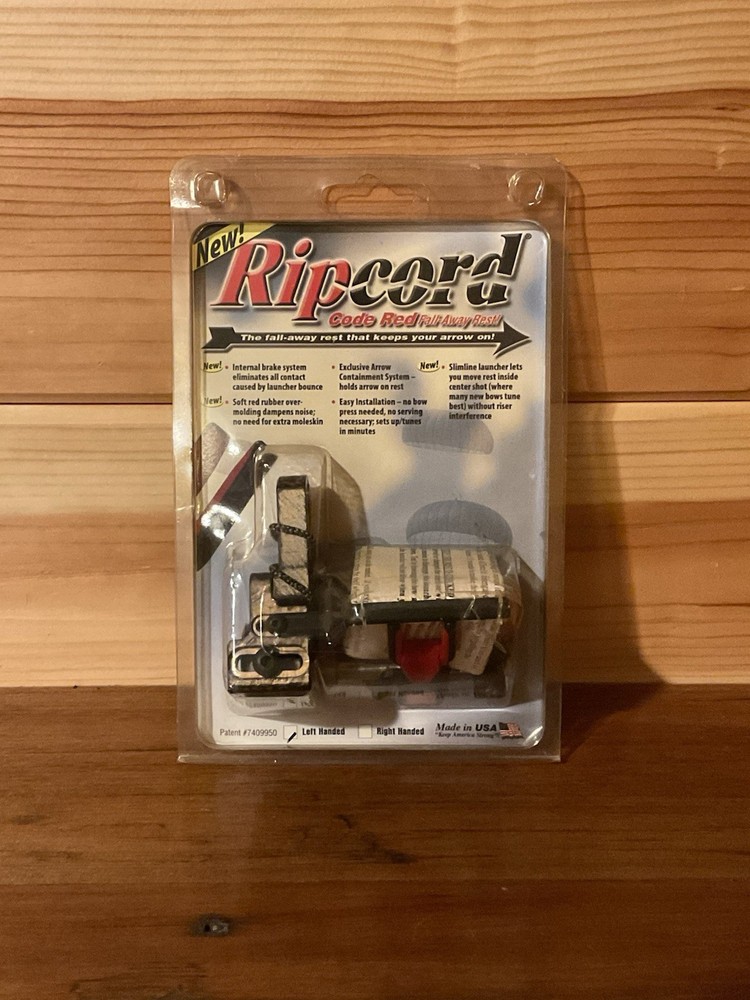 New!
Ripcord®
Code Red Fall-Away Rest!
The fall-away rest that keeps your arrow on!
New! • Internal brake system
eliminates all contact
caused by launcher bounce
New! • Soft red rubber over-
molding dampens noise;
no need for extra moleskin
• Exclusive Arrow
Containment System –
holds arrow on rest
• Easy Installation – no bow
press needed, no serving
necessary; sets up/tunes
in minutes
New! • Slimline launcher lets
you move rest inside
center shot (where
many new bows tune
best) without riser
interference
Patent #7409950 Left Handed Right Handed
Made in USA
"Keep America Strong"